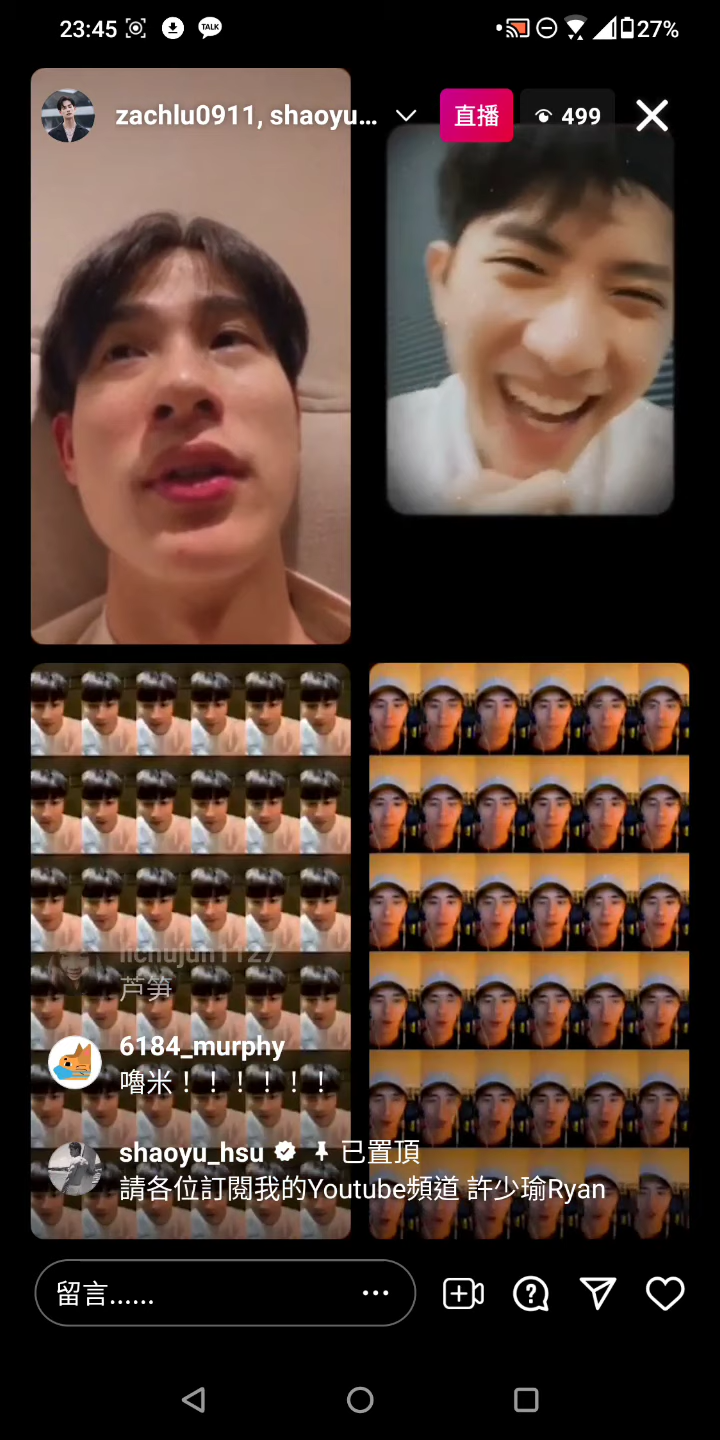 23:45
TALK
27%
zachlu0911, shaoyu...
直播
499
lichujun1127
芦笋
6184_murphy
嚕米！！！！！！
shaoyu_hsu 已置頂
請各位訂閱我的Youtube頻道 許少瑜Ryan
留言......